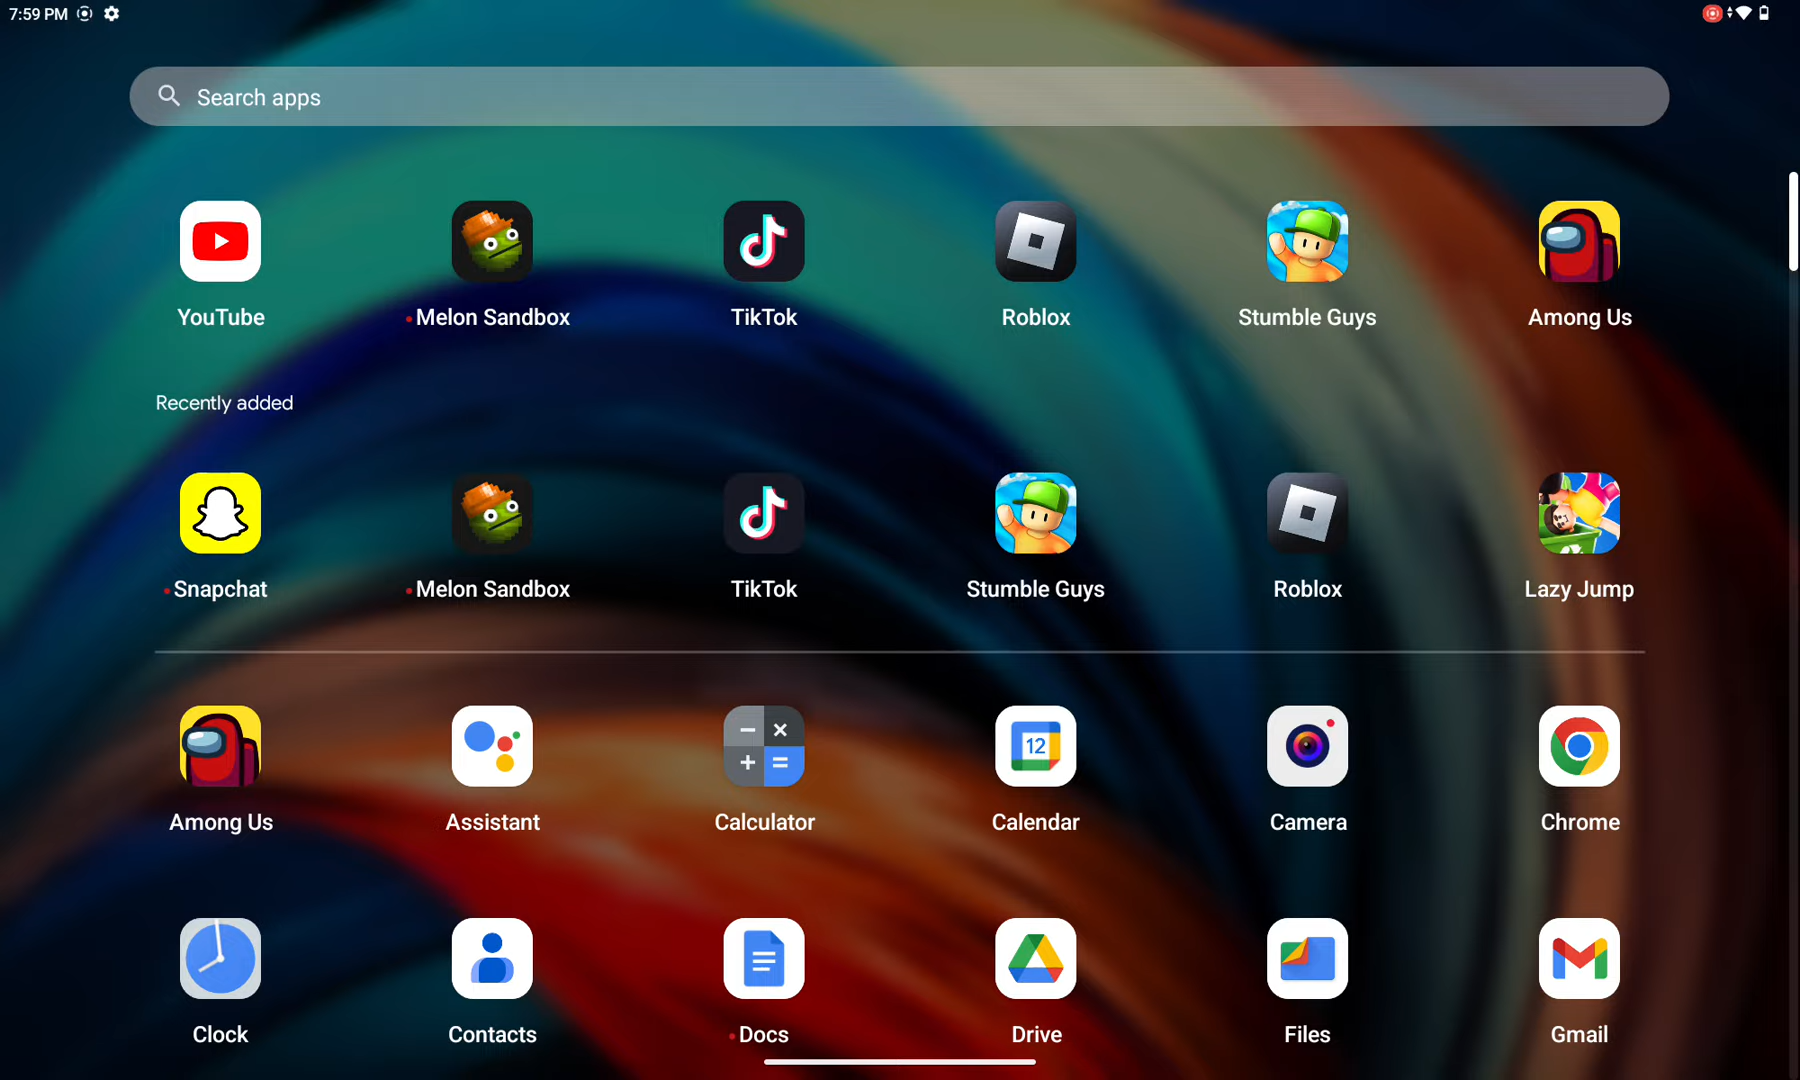 7:59 PM
Search apps
YouTube
Melon Sandbox
TikTok
Roblox
Stumble Guys
Among Us
Recently added
Snapchat
Melon Sandbox
TikTok
Stumble Guys
Roblox
Lazy Jump
12
Among Us
Assistant
Calculator
Calendar
Camera
Chrome
Clock
Contacts
Docs
Drive
Files
Gmail